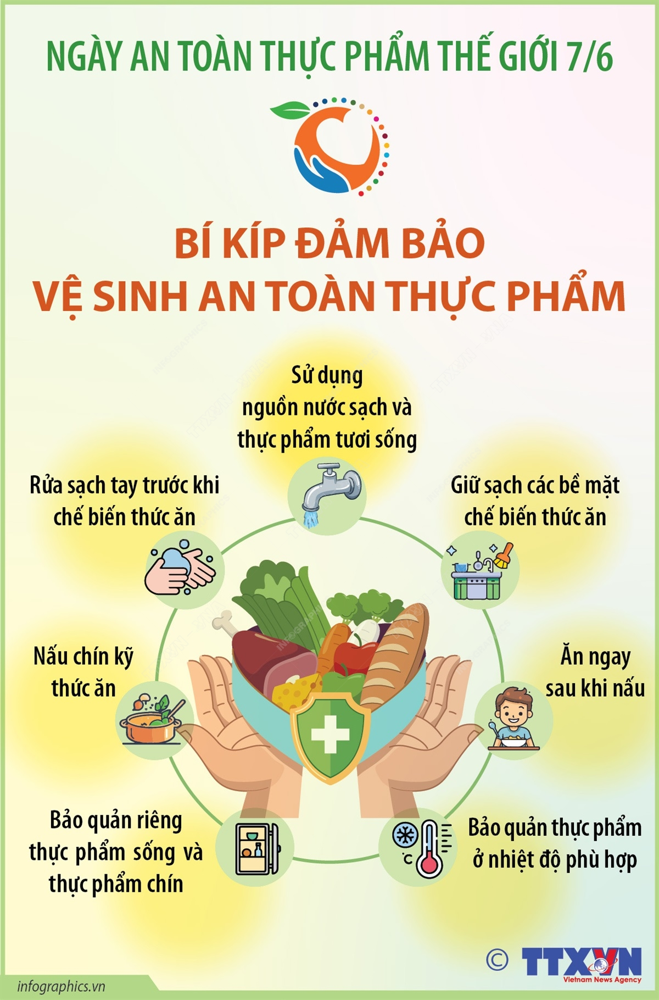 NGÀY AN TOÀN THỰC PHẨM THẾ GIỚI 7/6
BÍ KÍP ĐẢM BẢO
VỆ SINH AN TOÀN THỰC PHẨM
Sử dụng
nguồn nước sạch và
thực phẩm tươi sống
Rửa sạch tay trước khi
chế biến thức ăn
Giữ sạch các bề mặt
chế biến thức ăn
Nấu chín kỹ
thức ăn
Ăn ngay
sau khi nấu
Bảo quản riêng
thực phẩm sống và
thực phẩm chín
°C
Bảo quản thực phẩm
ở nhiệt độ phù hợp
© TTXVN
Vietnam News Agency
infographics.vn